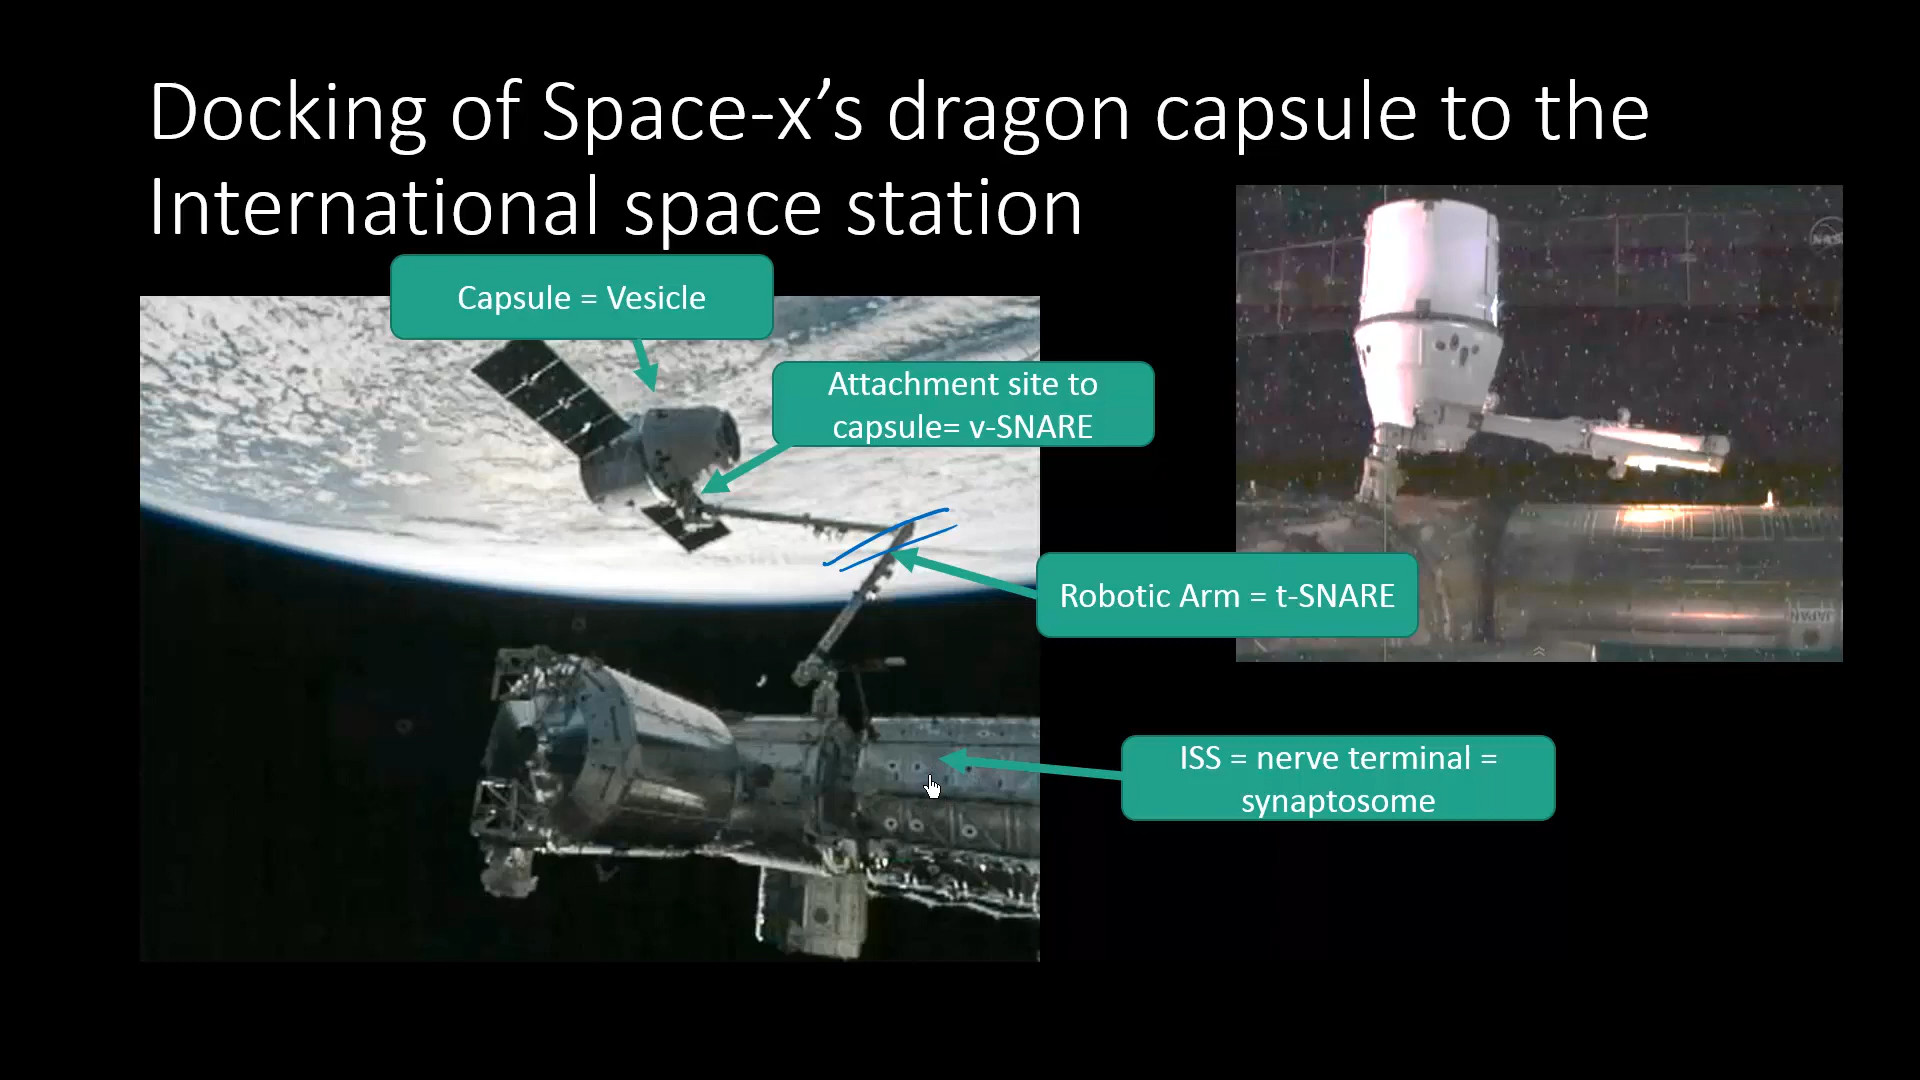 Docking of Space-x’s dragon capsule to the
International space station
Capsule = Vesicle
Attachment site to
capsule= v-SNARE
Robotic Arm = t-SNARE
ISS = nerve terminal =
synaptosome
NASA